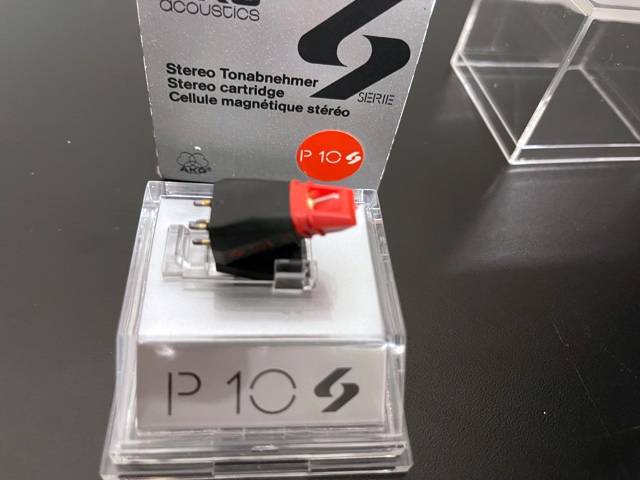 acoustics
Stereo Tonabnehmer
Stereo cartridge
Cellule magnétique stéréo
SERIE
P 10 S
AKG
P 10 S